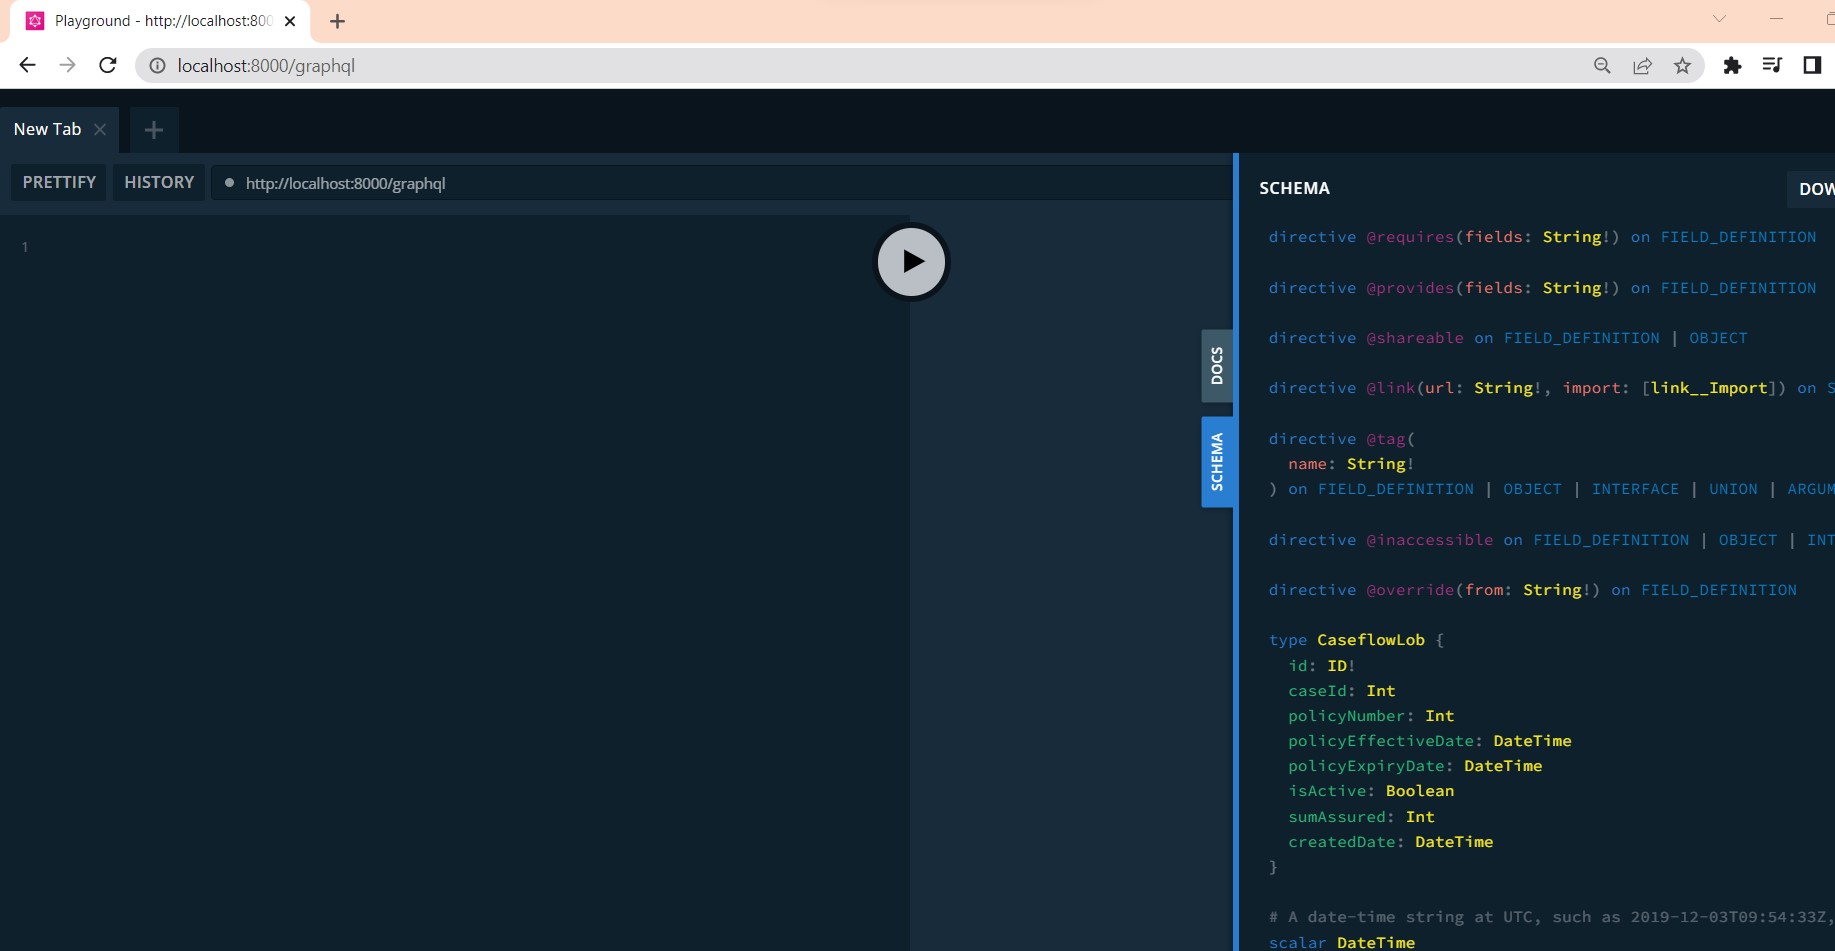 Playground - http://localhost:800
localhost:8000/graphql
New Tab
PRETTIFY
HISTORY
http://localhost:8000/graphql
1
DOCS
SCHEMA
SCHEMA
DOW
directive @requires(fields: String!) on FIELD_DEFINITION
directive @provides(fields: String!) on FIELD_DEFINITION
directive @shareable on FIELD_DEFINITION | OBJECT
directive @link(url: String!, import: [link__Import]) on S
directive @tag(
name: String!
) on FIELD_DEFINITION | OBJECT | INTERFACE | UNION | ARGUM
directive @inaccessible on FIELD_DEFINITION | OBJECT | INT
directive @override(from: String!) on FIELD_DEFINITION
type CaseflowLob {
id: ID!
caseId: Int
policyNumber: Int
policyEffectiveDate: DateTime
policyExpiryDate: DateTime
isActive: Boolean
sumAssured: Int
createdDate: DateTime
}
# A date-time string at UTC, such as 2019-12-03T09:54:33Z,
scalar DateTime